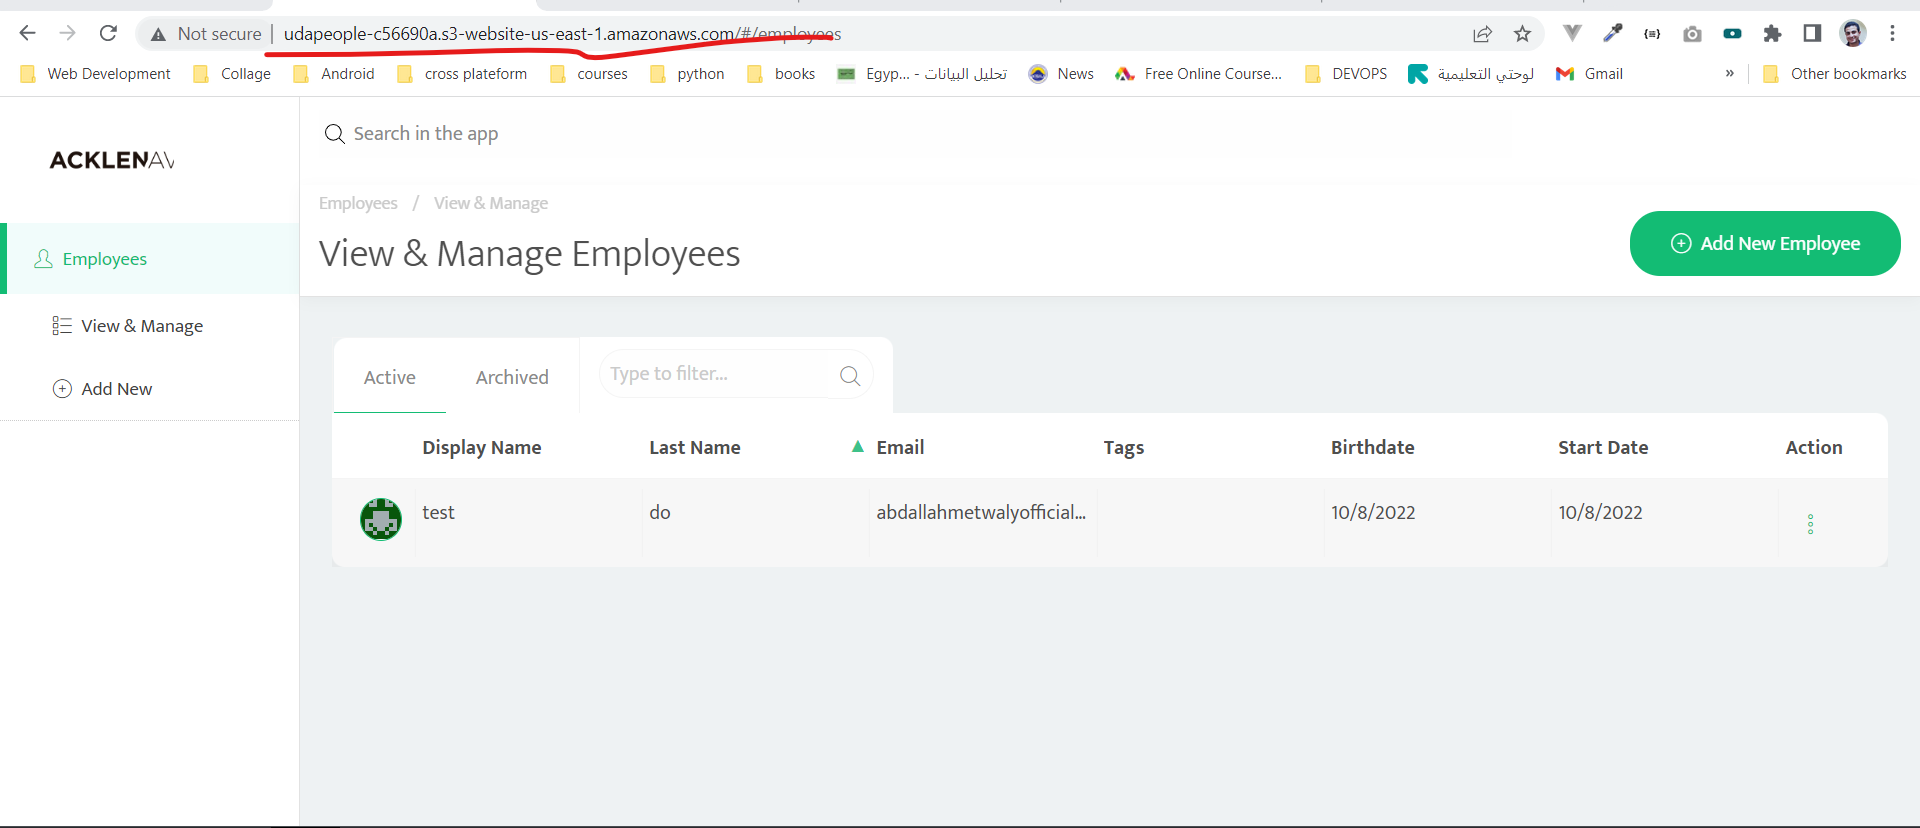 Not secure | udapeople-c56690a.s3-website-us-east-1.amazonaws.com/#/employees
Web Development Collage Android cross plateform courses python books Egyp... - تحليل البيانات News Free Online Course... DEVOPS لوحتي التعليمية Gmail » Other bookmarks
ACKLENAV
Search in the app
Employees / View & Manage
View & Manage Employees
Add New Employee
Employees
View & Manage
Add New
Active Archived Type to filter...
Display Name Last Name Email Tags Birthdate Start Date Action
test do abdallahmetwalyofficial... 10/8/2022 10/8/2022